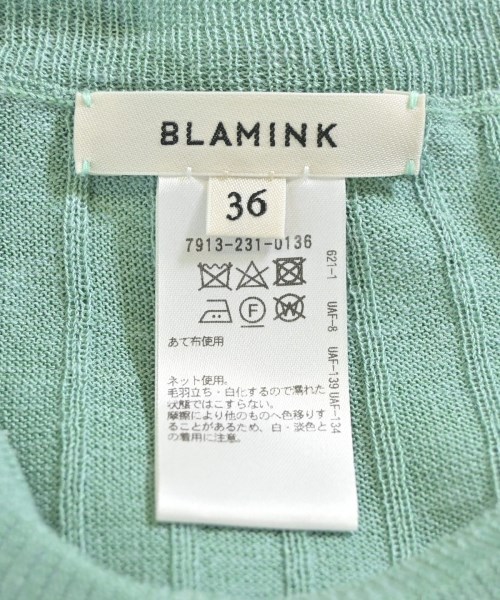 BLAMINK
36
7913-231-0136
621-1 UAF-8 UAF-139 UAF-134
F W
あて布使用
ネット使用。
毛羽立ち・白化するので濡れた
状態ではこすらない。
摩擦により他のものへ色移りす
ることがあるため、白・淡色と
の着用に注意。